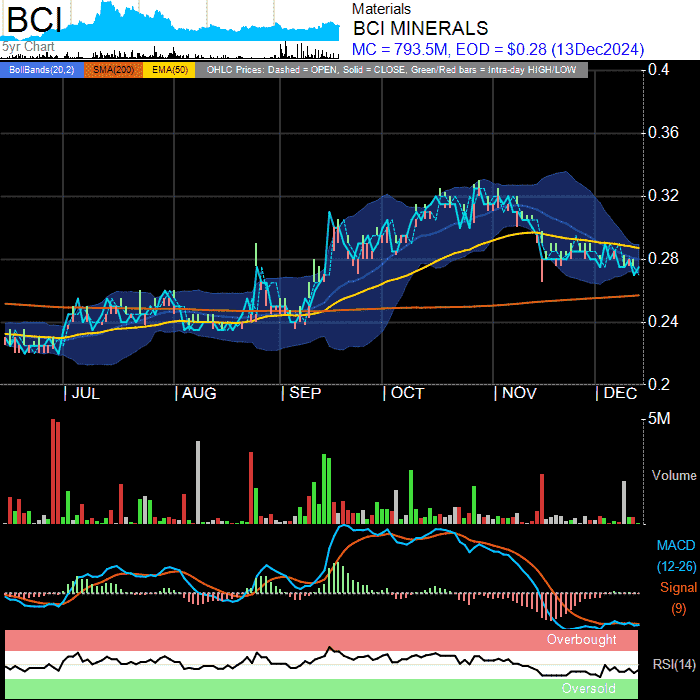 BCI
5yr Chart
Materials
BCI MINERALS
MC = 793.5M, EOD = $0.28 (13Dec2024)
BollBands(20,2) SMA(200) EMA(50) OHLC Prices: Dashed = OPEN, Solid = CLOSE, Green/Red bars = Intra-day HIGH/LOW
0.4
0.36
0.32
0.28
0.24
0.2
JUL AUG SEP OCT NOV DEC
5M
Volume
MACD
(12-26)
Signal
(9)
Overbought
RSI(14)
Oversold